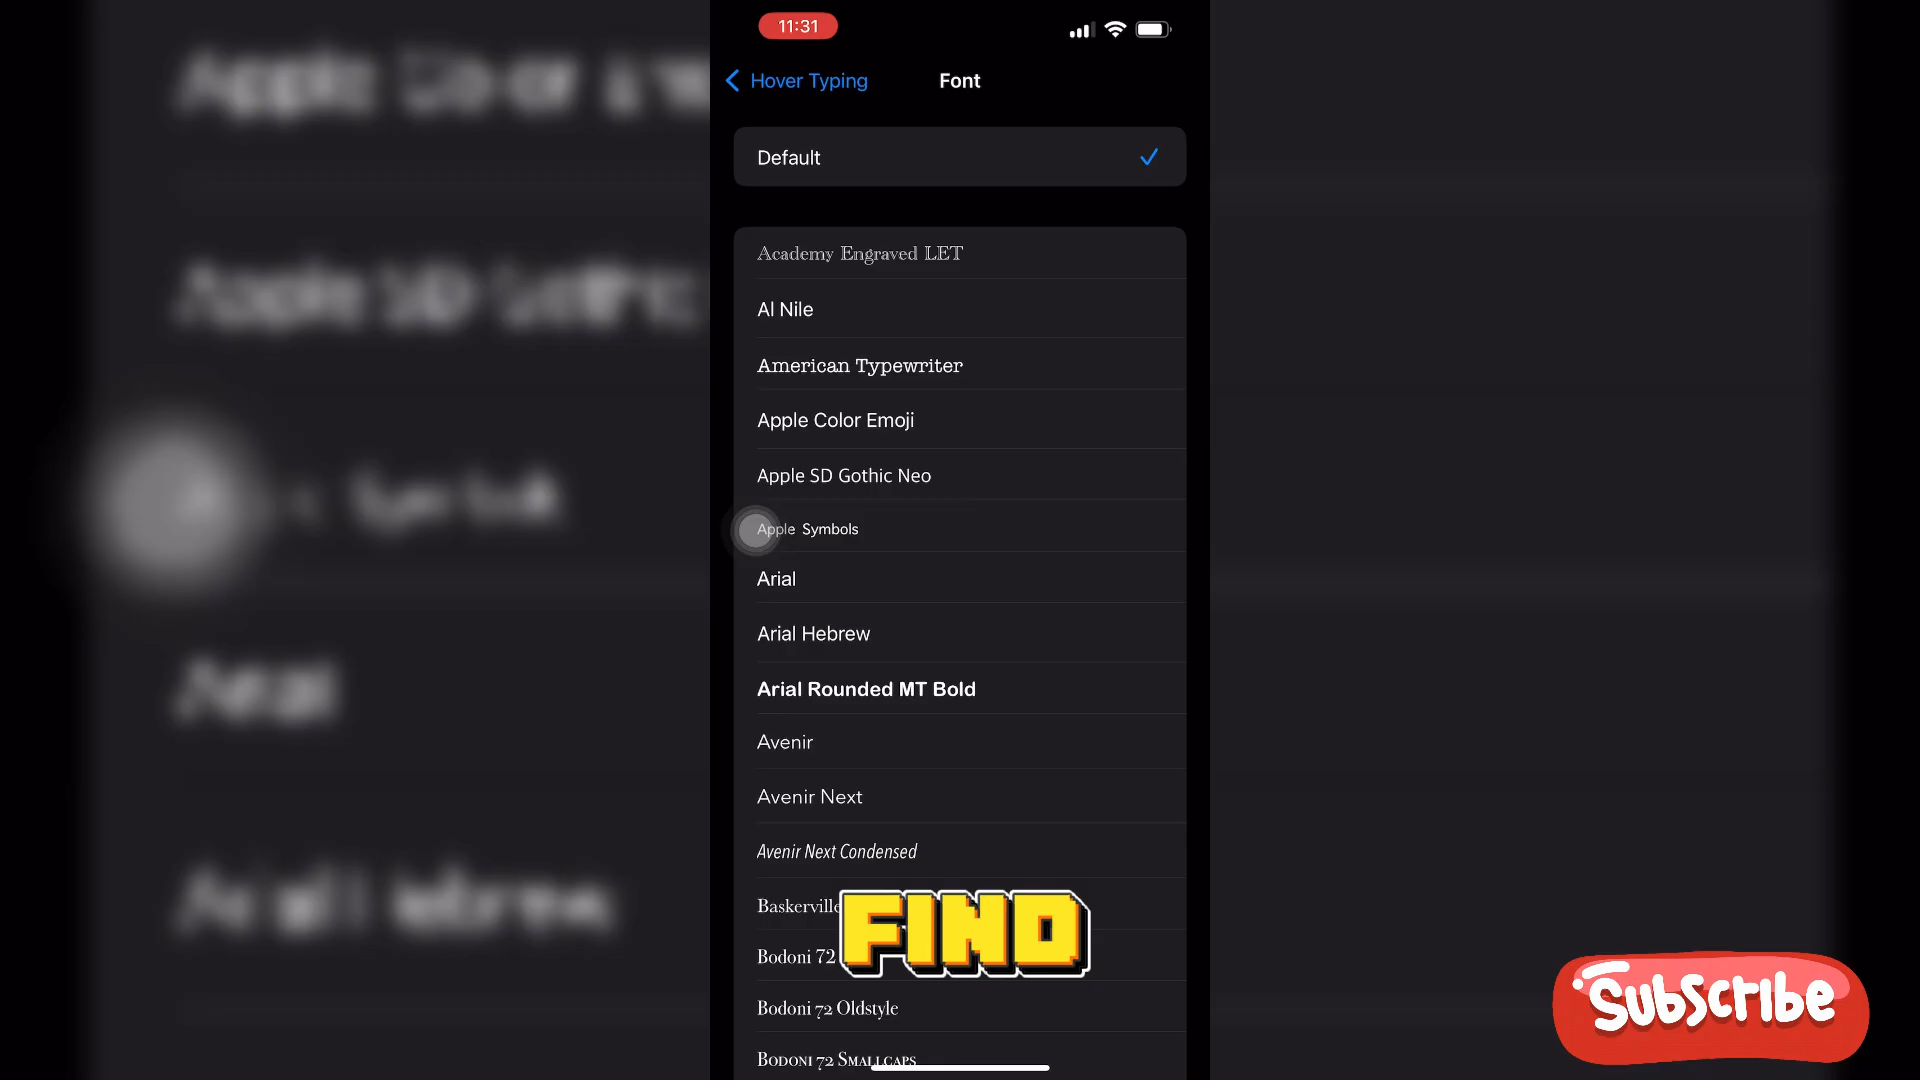 11:31
Hover Typing
Font
Default
Academy Engraved LET
Al Nile
American Typewriter
Apple Color Emoji
Apple SD Gothic Neo
Apple Symbols
Arial
Arial Hebrew
Arial Rounded MT Bold
Avenir
Avenir Next
Avenir Next Condensed
Baskerville
FIND
Bodoni 72
Bodoni 72 Oldstyle
Bodoni 72 Smallcaps
Subscribe